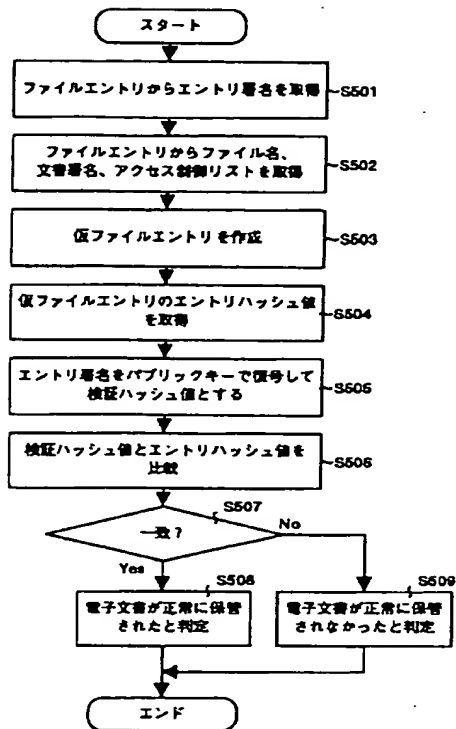 スタート
ファイルエントリからエントリ署名を取得
S501
ファイルエントリからファイル名、
文書署名、アクセス制御リストを取得
S502
仮ファイルエントリを作成
S503
仮ファイルエントリのエントリハッシュ値
を取得
S504
エントリ署名をパブリックキーで復号して
検証ハッシュ値とする
S505
検証ハッシュ値とエントリハッシュ値を
比較
S506
S507
一致？
No
Yes
S508
S509
電子文書が正常に保管
されたと判定
電子文書が正常に保管
されなかったと判定
エンド